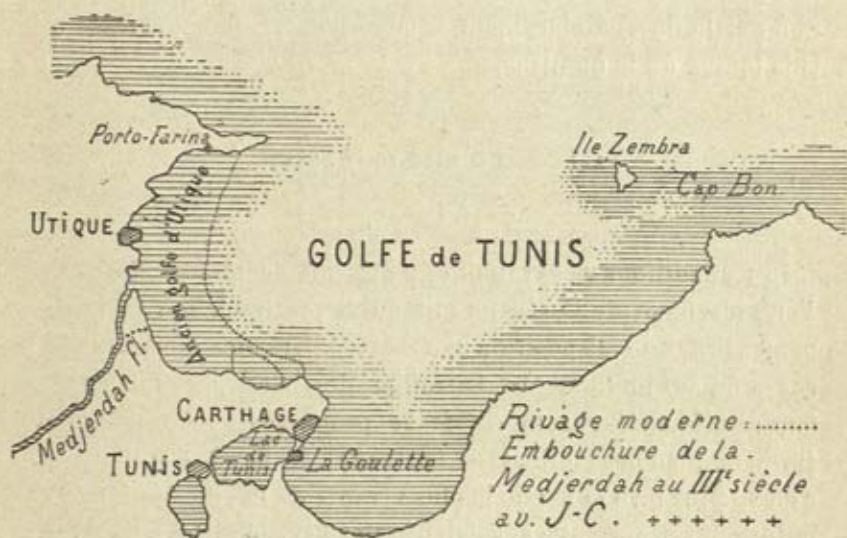 Porto-Farina
Ile Zembra
Cap Bon
UTIQUE
Ancien golfe d'Utique
GOLFE de TUNIS
Medjerdah Fl.
CARTHAGE
Lac
de
Tunis
TUNIS
La Goulette
Rivage moderne:.........
Embouchure de la.
Medjerdah au IIIe siècle
av. J-C. + + + + + +